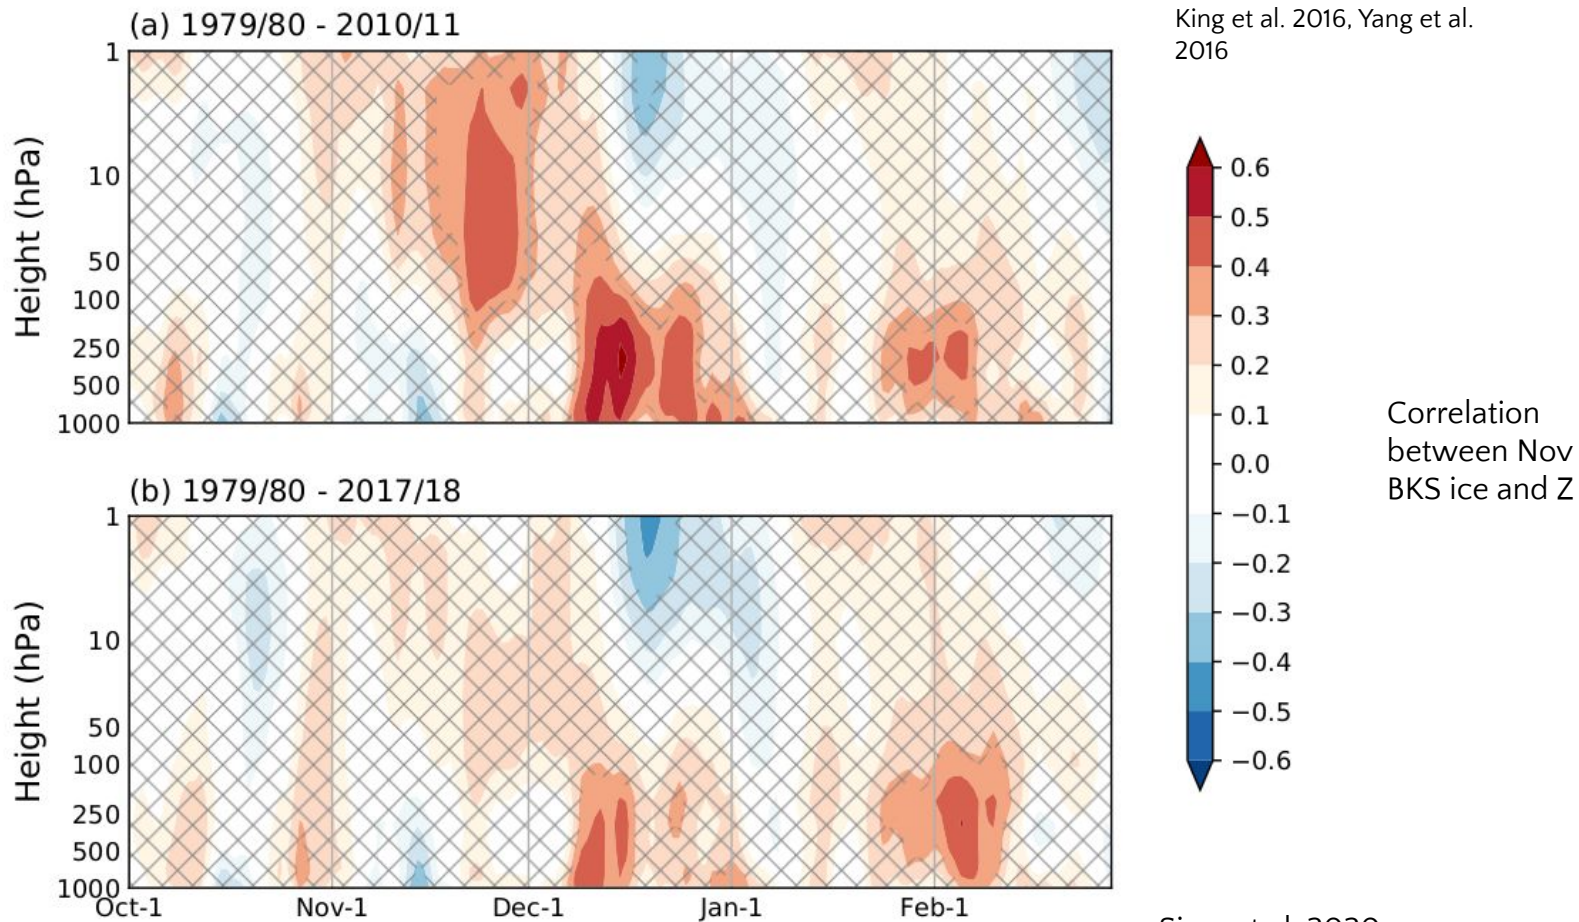 (a) 1979/80 - 2010/11
King et al. 2016, Yang et al.
2016
Height (hPa)
1
10
50
100
250
500
1000
0.6
0.5
0.4
0.3
0.2
0.1
0.0
−0.1
−0.2
−0.3
−0.4
−0.5
−0.6
Correlation
between Nov
BKS ice and Z
(b) 1979/80 - 2017/18
Height (hPa)
1
10
50
100
250
500
1000
Oct-1
Nov-1
Dec-1
Jan-1
Feb-1
et al. 2020